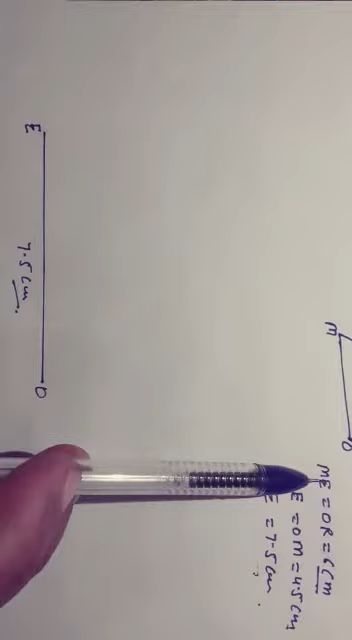 M O
ME = OR = 6 cm
E = OM = 4.5 cm
E = 7.5 cm.
E 7.5 cm. O